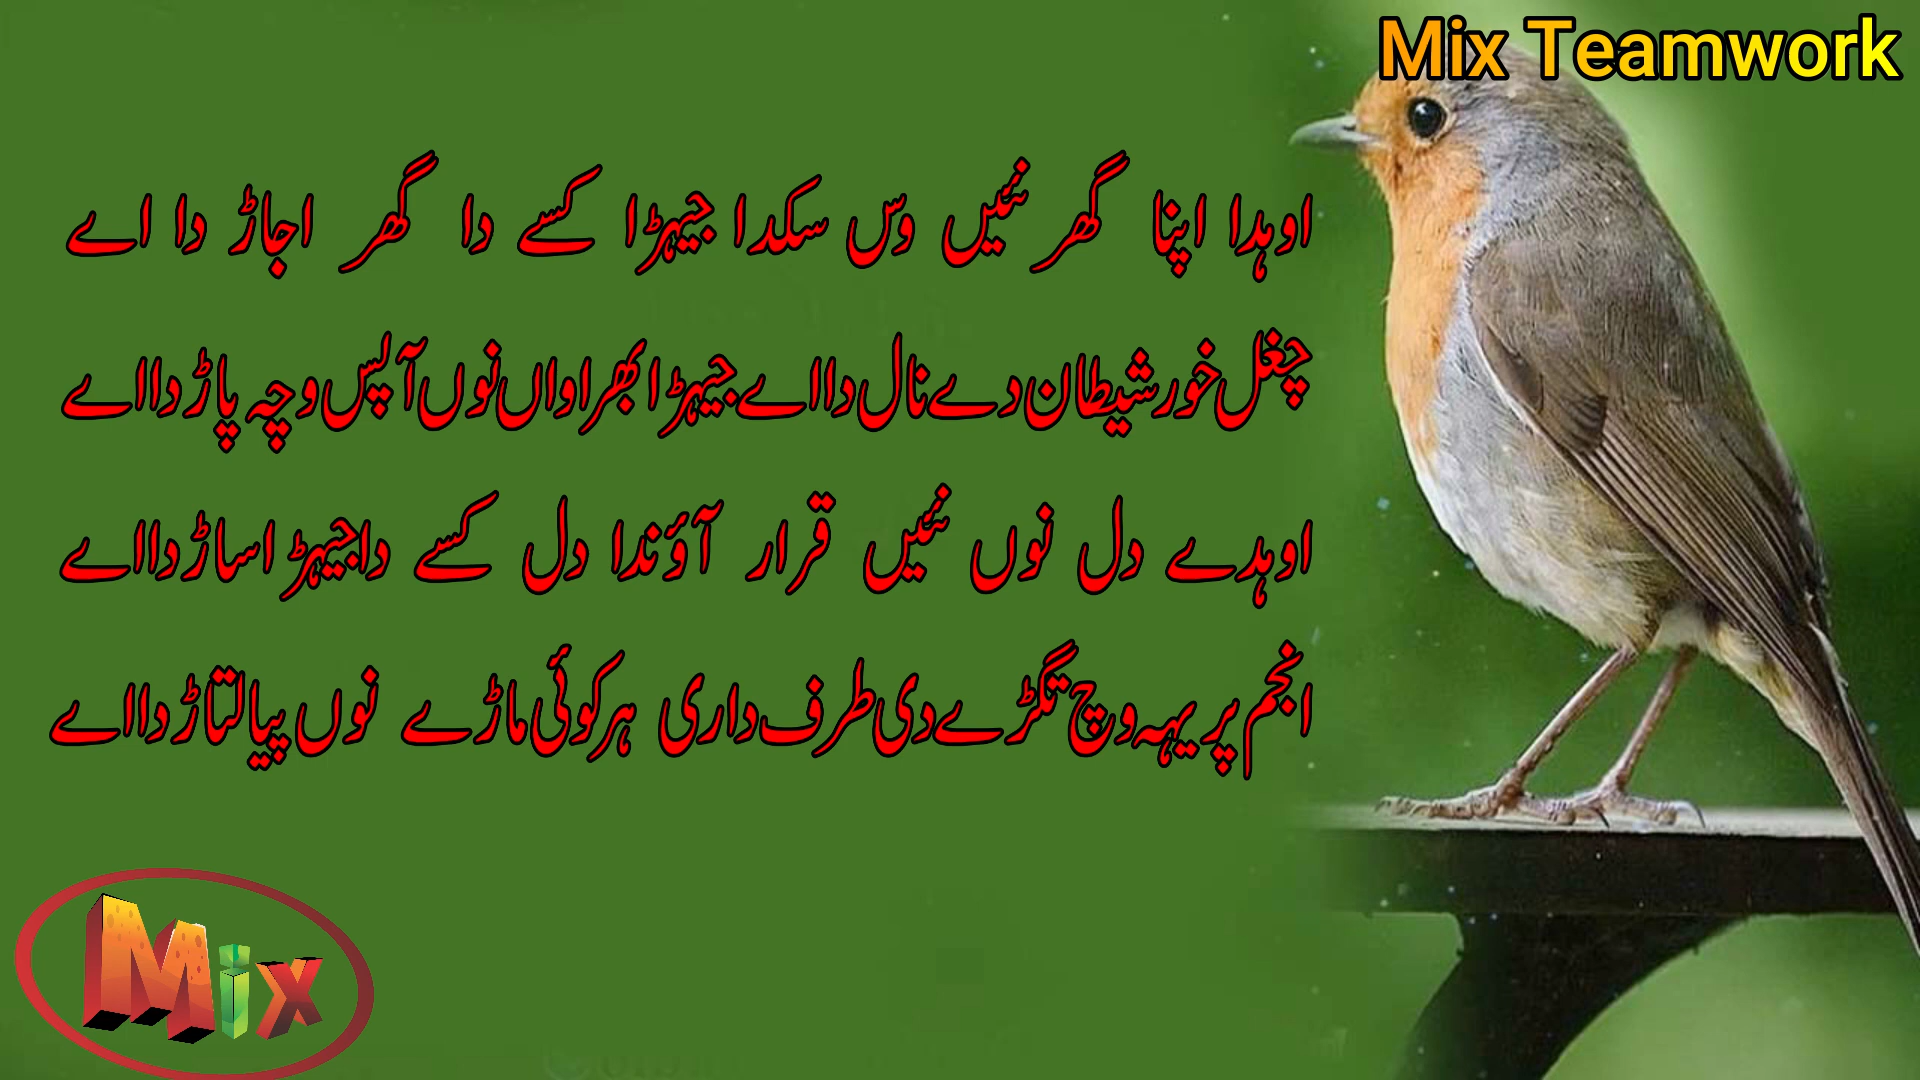 Mix Teamwork
اوہدا اپنا گھر نئیں وس سکدا جیہڑا کسے دا گھر اجاڑ دا اے
چغل خور شیطان دے نال دا اے جیہڑا بھراواں نوں آپس وچہ پاڑ دا اے
اوہدے دل نوں نئیں قرار آؤندا دل کسے دا جیہڑا ساڑ دا اے
انجم پر یہہ وچ تگڑے دی طرف داری ہر کوئی ماڑے نوں پیا لتاڑ دا اے
Mix